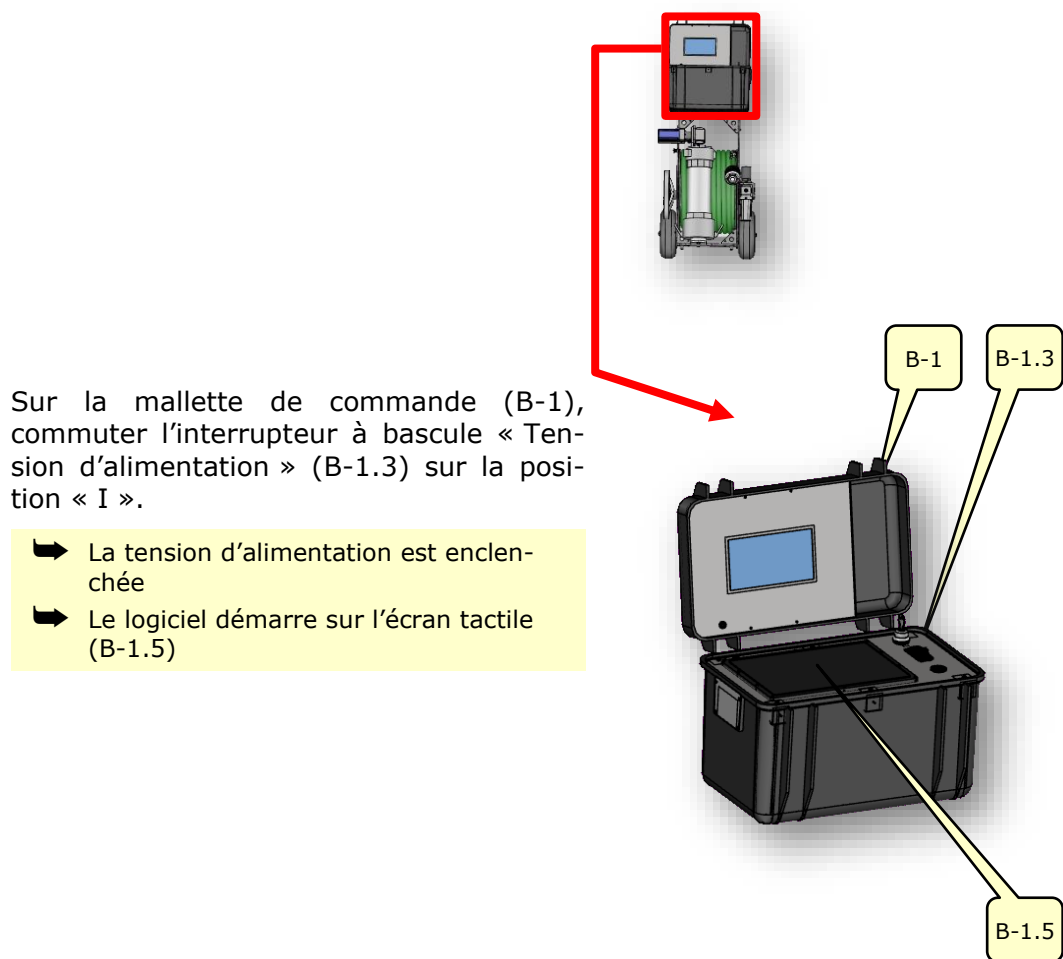 B-1
B-1.3
Sur la mallette de commande (B-1),
commuter l'interrupteur à bascule « Ten-
sion d'alimentation » (B-1.3) sur la posi-
tion « I ».
➥ La tension d'alimentation est enclen-
chée
➥ Le logiciel démarre sur l'écran tactile
(B-1.5)
B-1.5